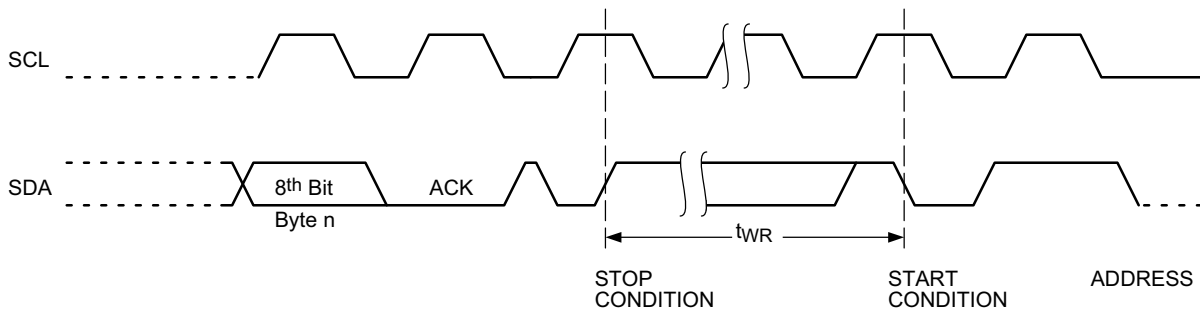 SCL
SDA
8th Bit
ACK
Byte n
tWR
STOP
CONDITION
START
CONDITION
ADDRESS